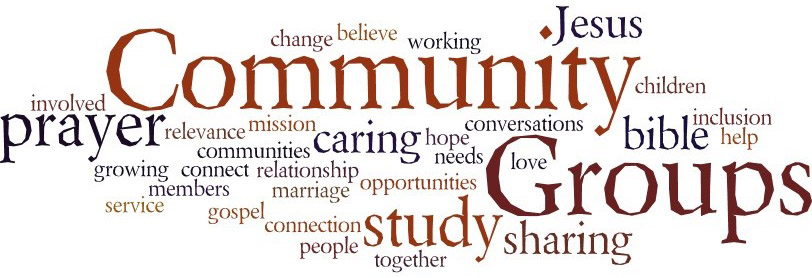 Jesus
change believe working
Community
children
involved
prayer relevance mission caring hope conversations bible inclusion
help
communities needs love
growing connect relationship
Groups
members marriage opportunities
service gospel connection study sharing
people together